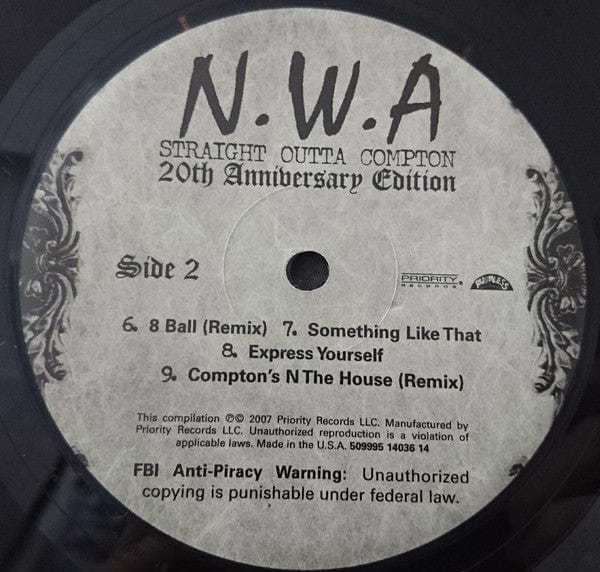 N.W.A
STRAIGHT OUTTA COMPTON
20th Anniversary Edition
Side 2
PRIORITY RECORDS
RUTHLESS
6. 8 Ball (Remix) 7. Something Like That
8. Express Yourself
9. Compton's N The House (Remix)
This compilation ℗© 2007 Priority Records LLC. Manufactured by
Priority Records LLC. Unauthorized reproduction is a violation of
applicable laws. Made in the U.S.A. 509995 14036 14
FBI Anti-Piracy Warning: Unauthorized
copying is punishable under federal law.